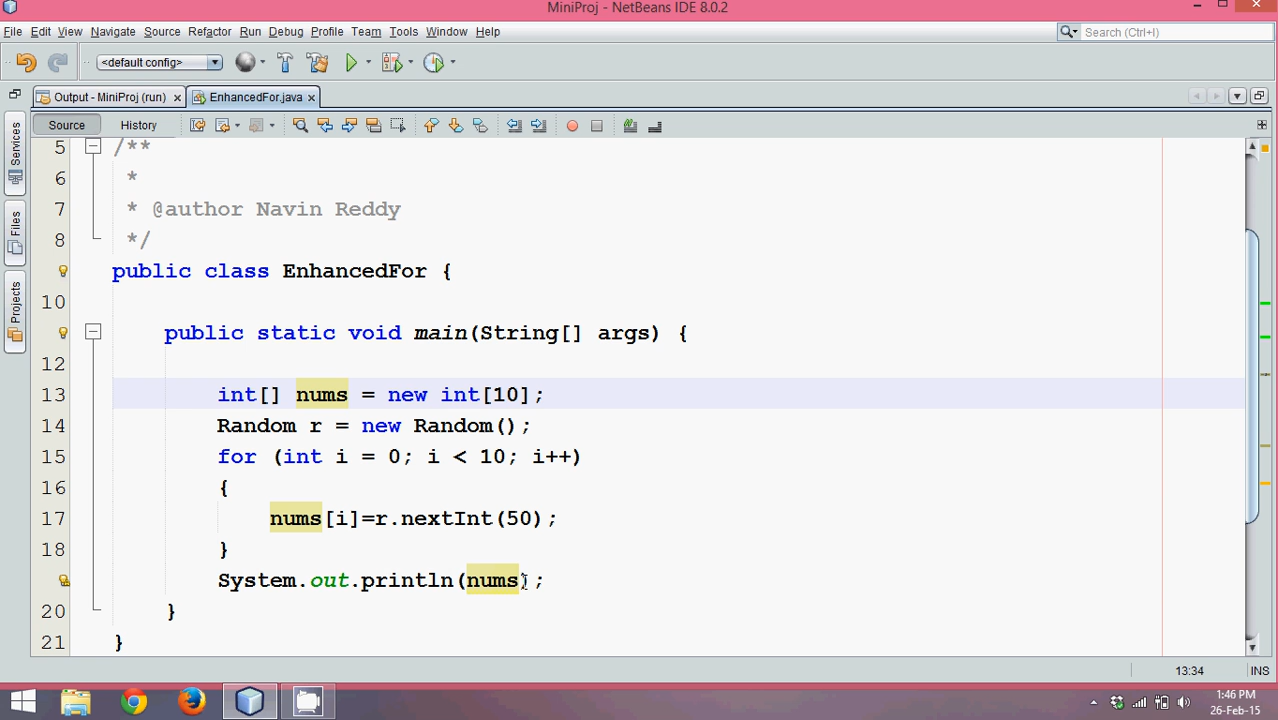 MiniProj - NetBeans IDE 8.0.2
File Edit View Navigate Source Refactor Run Debug Profile Team Tools Window Help
Search (Ctrl+I)
<default config>
Output - MiniProj (run) EnhancedFor.java
Source History
Services
Files
Projects
5 /**
6 *
7 * @author Navin Reddy
8 */
public class EnhancedFor {
10
public static void main(String[] args) {
12
13 int[] nums = new int[10];
14 Random r = new Random();
15 for (int i = 0; i < 10; i++)
16 {
17 nums[i]=r.nextInt(50);
18 }
System.out.println(nums);
20 }
21 }
13:34 INS
1:46 PM
26-Feb-15